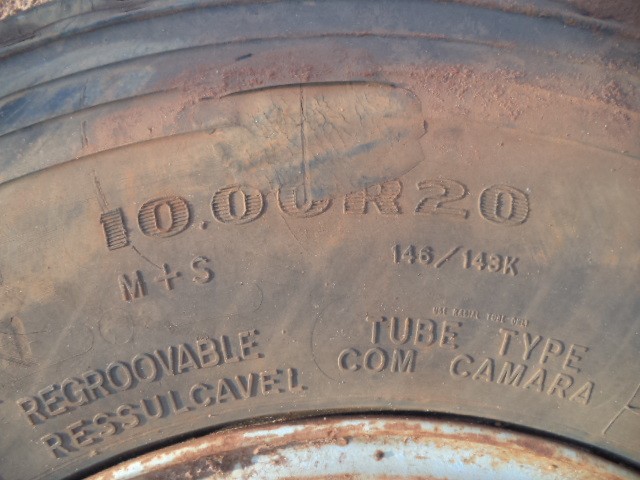 10.00R20
M+S
146/143K
REGROOVABLE
RESSULCAVEL
TUBE TYPE
COM CAMARA